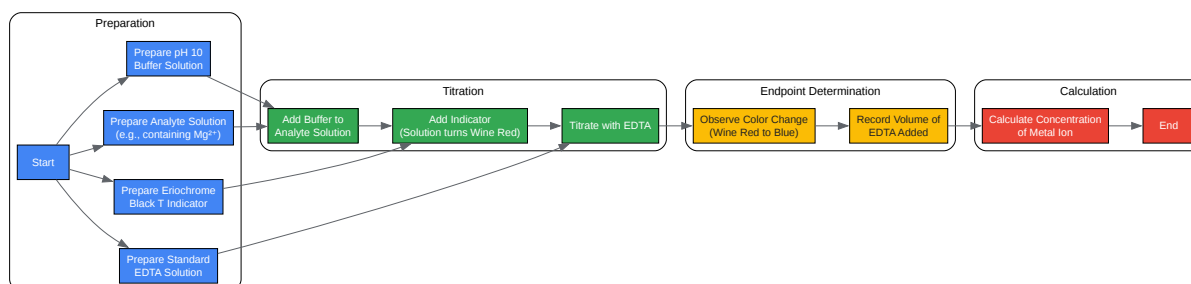 Preparation
Start
Prepare pH 10
Buffer Solution
Prepare Analyte Solution
(e.g., containing Mg²⁺)
Prepare Eriochrome
Black T Indicator
Prepare Standard
EDTA Solution
Titration
Add Buffer to
Analyte Solution
Add Indicator
(Solution turns Wine Red)
Titrate with EDTA
Endpoint Determination
Observe Color Change
(Wine Red to Blue)
Record Volume of
EDTA Added
Calculation
Calculate Concentration
of Metal Ion
End